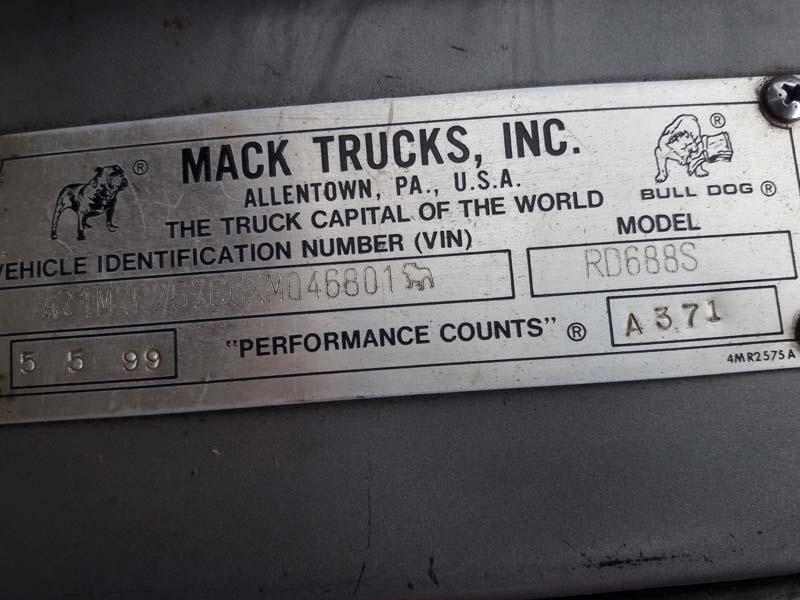 ®
MACK TRUCKS, INC.
®
ALLENTOWN, PA., U.S.A.
BULL DOG ®
THE TRUCK CAPITAL OF THE WORLD
VEHICLE IDENTIFICATION NUMBER (VIN)
MODEL
1M2P267C6XM046801
RD688S
5 5 99
"PERFORMANCE COUNTS" ®
A 371
4MR2575A